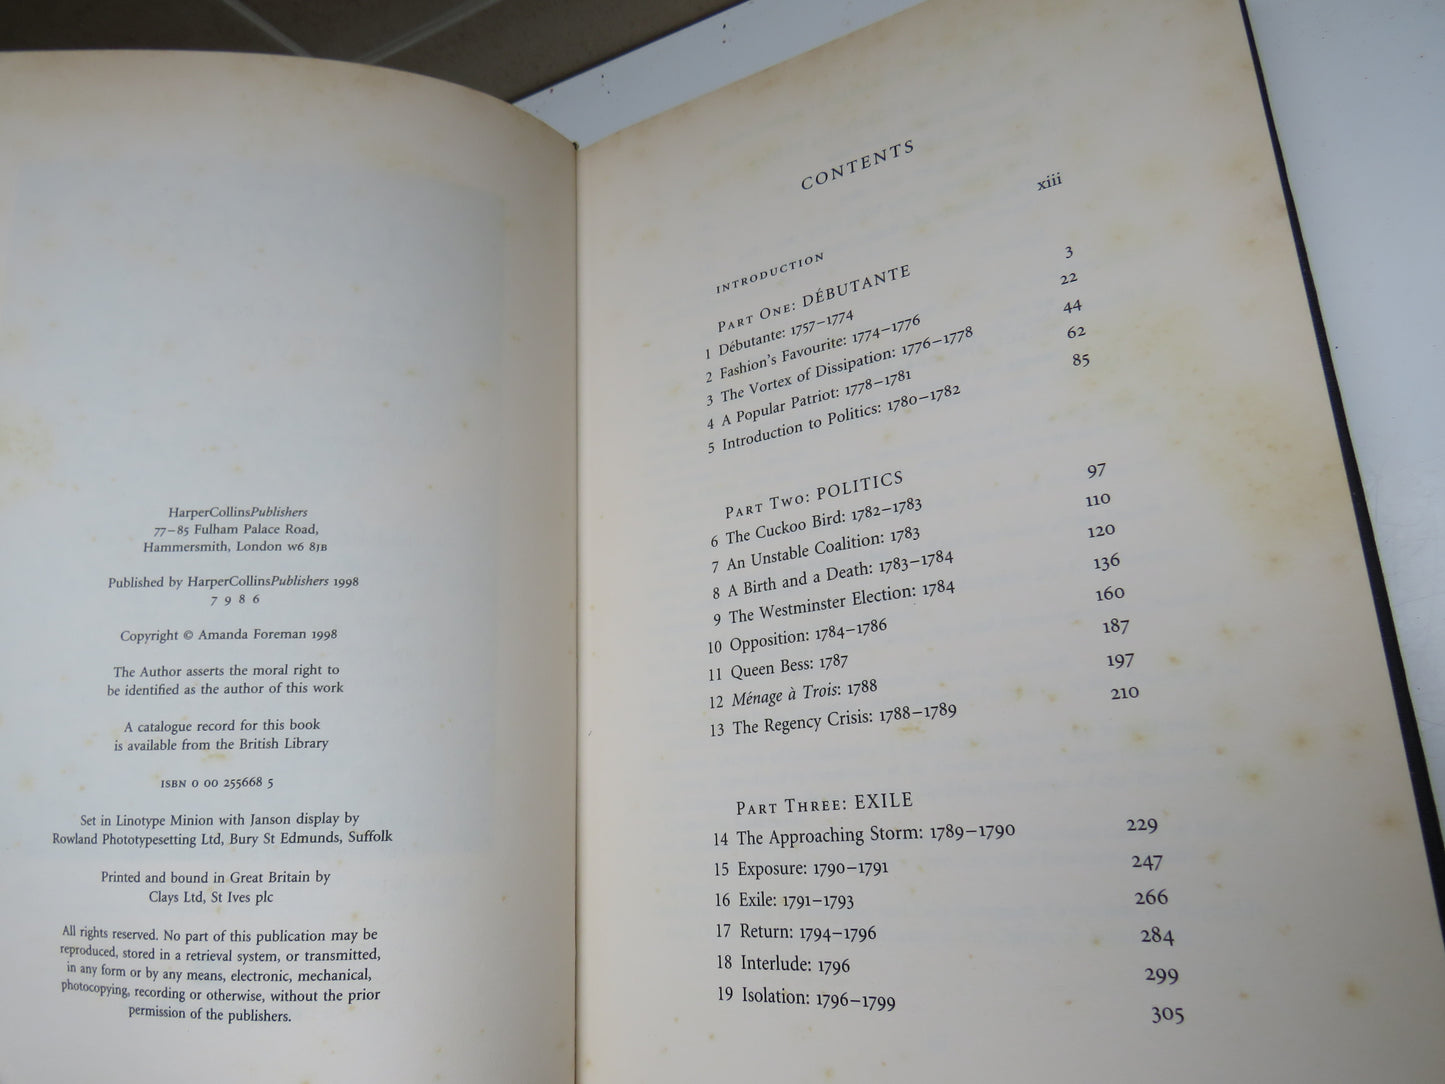 HarperCollinsPublishers
77–85 Fulham Palace Road,
Hammersmith, London W6 8JB
Published by HarperCollinsPublishers 1998
7 9 8 6
Copyright © Amanda Foreman 1998
The Author asserts the moral right to
be identified as the author of this work
A catalogue record for this book
is available from the British Library
ISBN 0 00 255668 5
Set in Linotype Minion with Janson display by
Rowland Phototypesetting Ltd, Bury St Edmunds, Suffolk
Printed and bound in Great Britain by
Clays Ltd, St Ives plc
All rights reserved. No part of this publication may be
reproduced, stored in a retrieval system, or transmitted,
in any form or by any means, electronic, mechanical,
photocopying, recording or otherwise, without the prior
permission of the publishers.
CONTENTS
INTRODUCTION xiii
PART ONE: DÉBUTANTE
1 Débutante: 1757–1774 3
2 Fashion's Favourite: 1774–1776 22
3 The Vortex of Dissipation: 1776–1778 44
4 A Popular Patriot: 1778–1781 62
5 Introduction to Politics: 1780–1782 85
PART TWO: POLITICS
6 The Cuckoo Bird: 1782–1783 97
7 An Unstable Coalition: 1783 110
8 A Birth and a Death: 1783–1784 120
9 The Westminster Election: 1784 136
10 Opposition: 1784–1786 160
11 Queen Bess: 1787 187
12 Ménage à Trois: 1788 197
13 The Regency Crisis: 1788–1789 210
PART THREE: EXILE
14 The Approaching Storm: 1789–1790 229
15 Exposure: 1790–1791 247
16 Exile: 1791–1793 266
17 Return: 1794–1796 284
18 Interlude: 1796 299
19 Isolation: 1796–1799 305